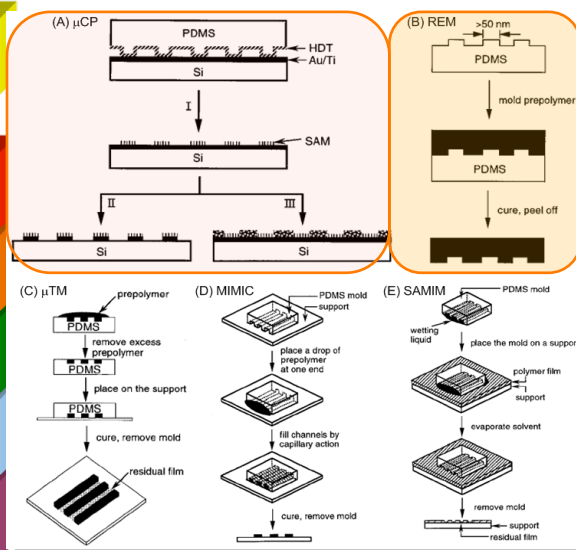 (A) μCP
PDMS
HDT
Au/Ti
Si
I
SAM
Si
II
III
Si
(B) REM
>50 nm
PDMS
mold prepolymer
PDMS
cure, peel off
(C) μTM
prepolymer
PDMS
remove excess
prepolymer
PDMS
place on the support
PDMS
cure, remove mold
residual film
(D) MIMIC
PDMS mold
support
place a drop of
prepolymer
at one end
fill channels by
capillary action
cure, remove mold
(E) SAMIM
PDMS mold
wetting
liquid
place the mold on a support
polymer film
support
evaporate solvent
remove mold
support
residual film